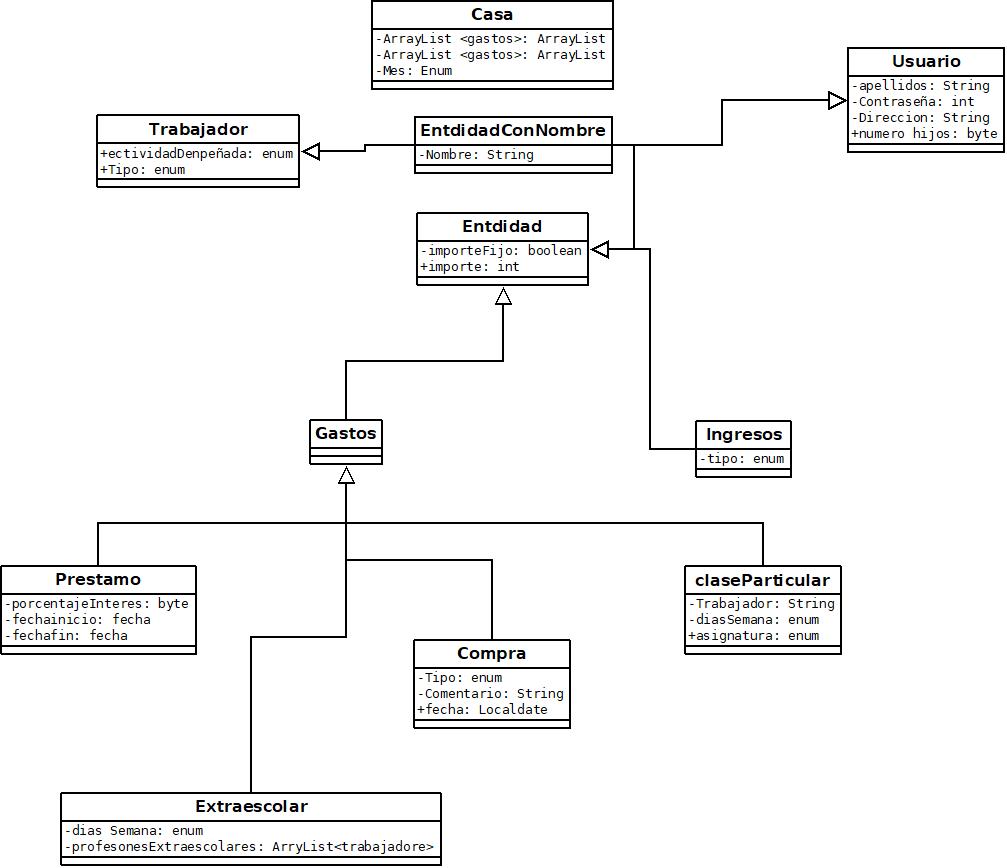 Casa
-ArrayList <gastos>: ArrayList
-ArrayList <gastos>: ArrayList
-Mes: Enum
Usuario
-apellidos: String
-Contraseña: int
-Direccion: String
+numero hijos: byte
Trabajador
+ectividadDenpeñada: enum
+Tipo: enum
EntdidadConNombre
-Nombre: String
Entdidad
-importeFijo: boolean
+importe: int
Gastos
Ingresos
-tipo: enum
Prestamo
-porcentajeInteres: byte
-fechainicio: fecha
-fechafin: fecha
claseParticular
-Trabajador: String
-diasSemana: enum
+asignatura: enum
Compra
-Tipo: enum
-Comentario: String
+fecha: Localdate
Extraescolar
-dias Semana: enum
-profesonesExtraescolares: ArryList<trabajadore>